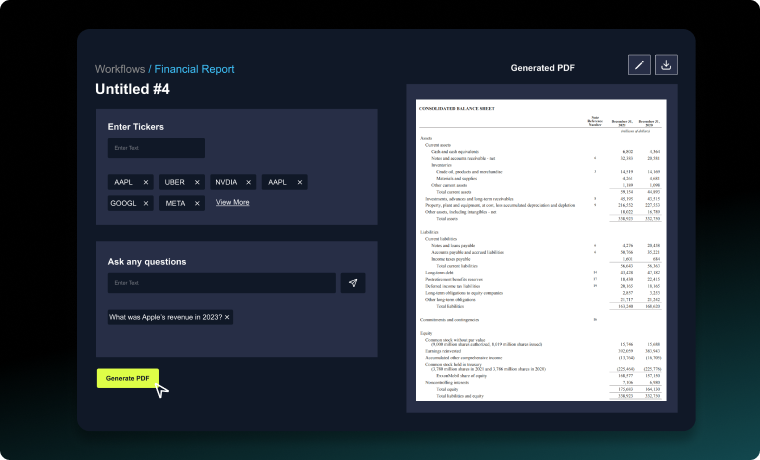 Workflows / Financial Report
Untitled #4
Enter Tickers
Enter Text
AAPL ✕ UBER ✕ NVDIA ✕ AAPL ✕
GOOGL ✕ META ✕ View More
Ask any questions
Enter Text
What was Apple's revenue in 2023? ✕
Generate PDF
Generated PDF
CONSOLIDATED BALANCE SHEET
Note
Reference December 31, December 31,
Number 2021 2020
millions of dollars
Assets
Current assets
Cash and cash equivalents 6,802 4,364
Notes and accounts receivable - net 32,383 20,581
Inventories
Crude oil, products and merchandise 3 14,519 14,169
Materials and supplies 4,261 4,681
Other current assets 1,189 1,098
Total current assets 59,154 44,893
Investments, advances and long-term receivables 45,195 43,515
Property, plant and equipment, at cost, less accumulated depreciation and depletion 216,552 227,553
Other assets, including intangibles - net 18,022 16,789
Total assets 338,923 332,750
Liabilities
Current liabilities
Notes and loans payable 4,276 20,458
Accounts payable and accrued liabilities 50,766 35,221
Income taxes payable 1,601 684
Total current liabilities 56,643 56,363
Long-term debt 43,428 47,182
Postretirement benefits reserves 18,430 22,415
Deferred income tax liabilities 20,165 18,165
Long-term obligations to equity companies 2,857 3,253
Other long-term obligations 21,717 21,242
Total liabilities 163,240 168,620
Commitments and contingencies
Equity
Common stock without par value
(9,000 million shares authorized, 8,019 million shares issued) 15,746 15,688
Earnings reinvested 392,059 383,943
Accumulated other comprehensive income (13,764) (16,705)
Common stock held in treasury
(3,780 million shares in 2021 and 3,786 million shares in 2020) (225,464) (225,776)
ExxonMobil share of equity 168,577 157,150
Noncontrolling interests 7,106 6,980
Total equity 175,683 164,130
Total liabilities and equity 338,923 332,750